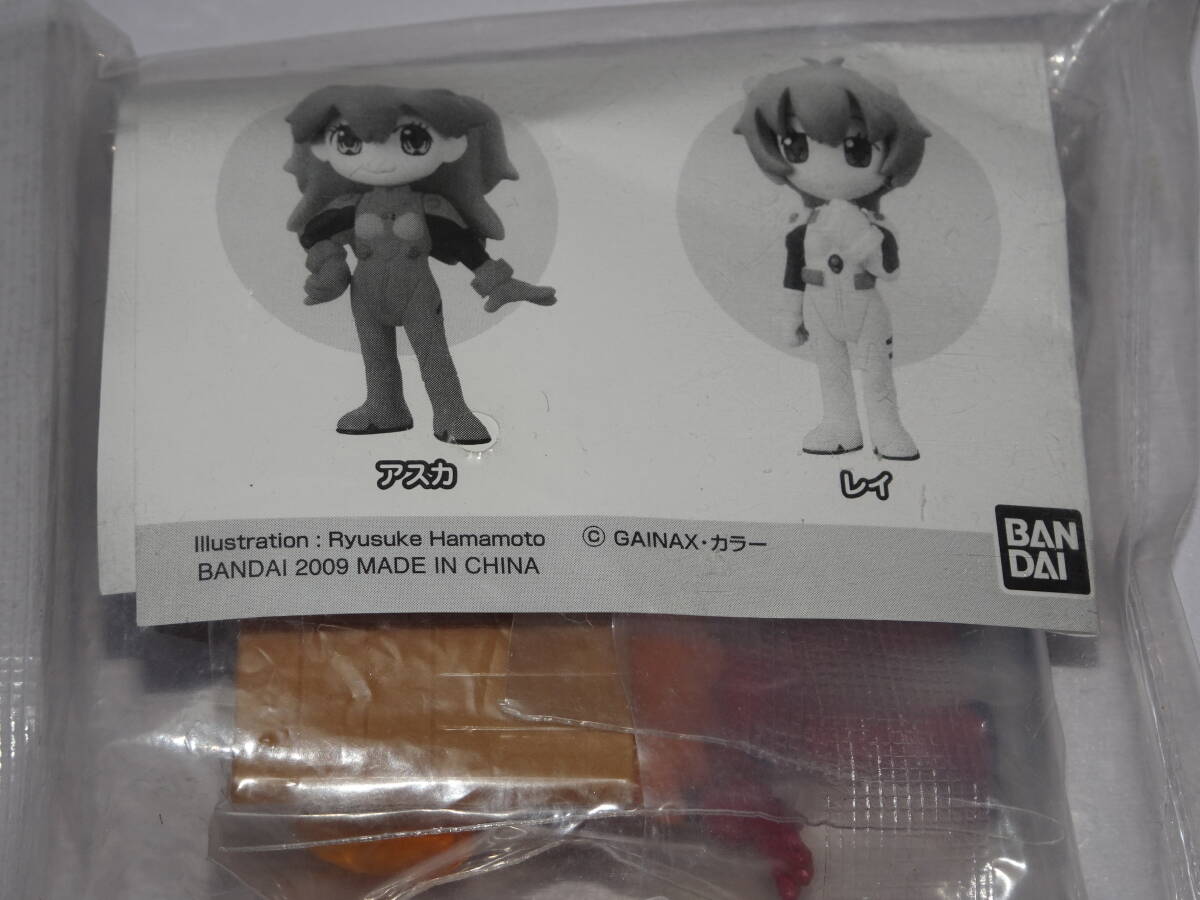 アスカ
レイ
Illustration : Ryusuke Hamamoto © GAINAX・カラー
BANDAI 2009 MADE IN CHINA
BAN
DAI